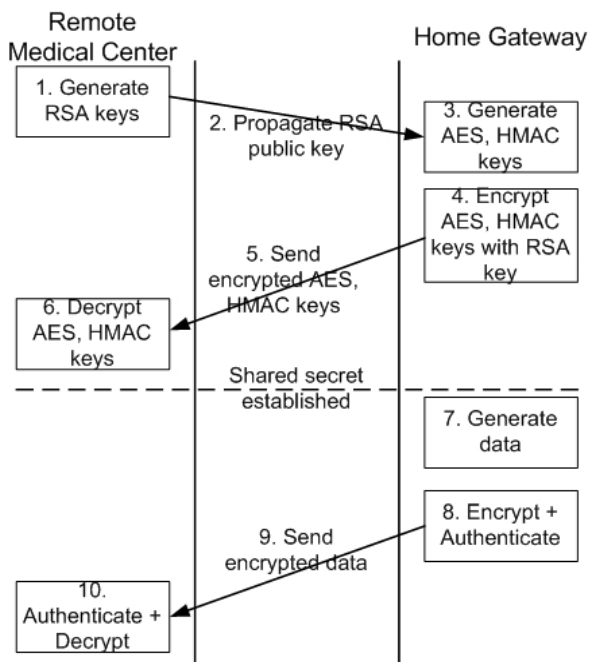 Remote
Medical Center
Home Gateway
1. Generate
RSA keys
2. Propagate RSA
public key
3. Generate
AES, HMAC
keys
4. Encrypt
AES, HMAC
keys with RSA
key
5. Send
encrypted AES,
HMAC keys
6. Decrypt
AES, HMAC
keys
Shared secret
established
7. Generate
data
8. Encrypt +
Authenticate
9. Send
encrypted data
10.
Authenticate +
Decrypt